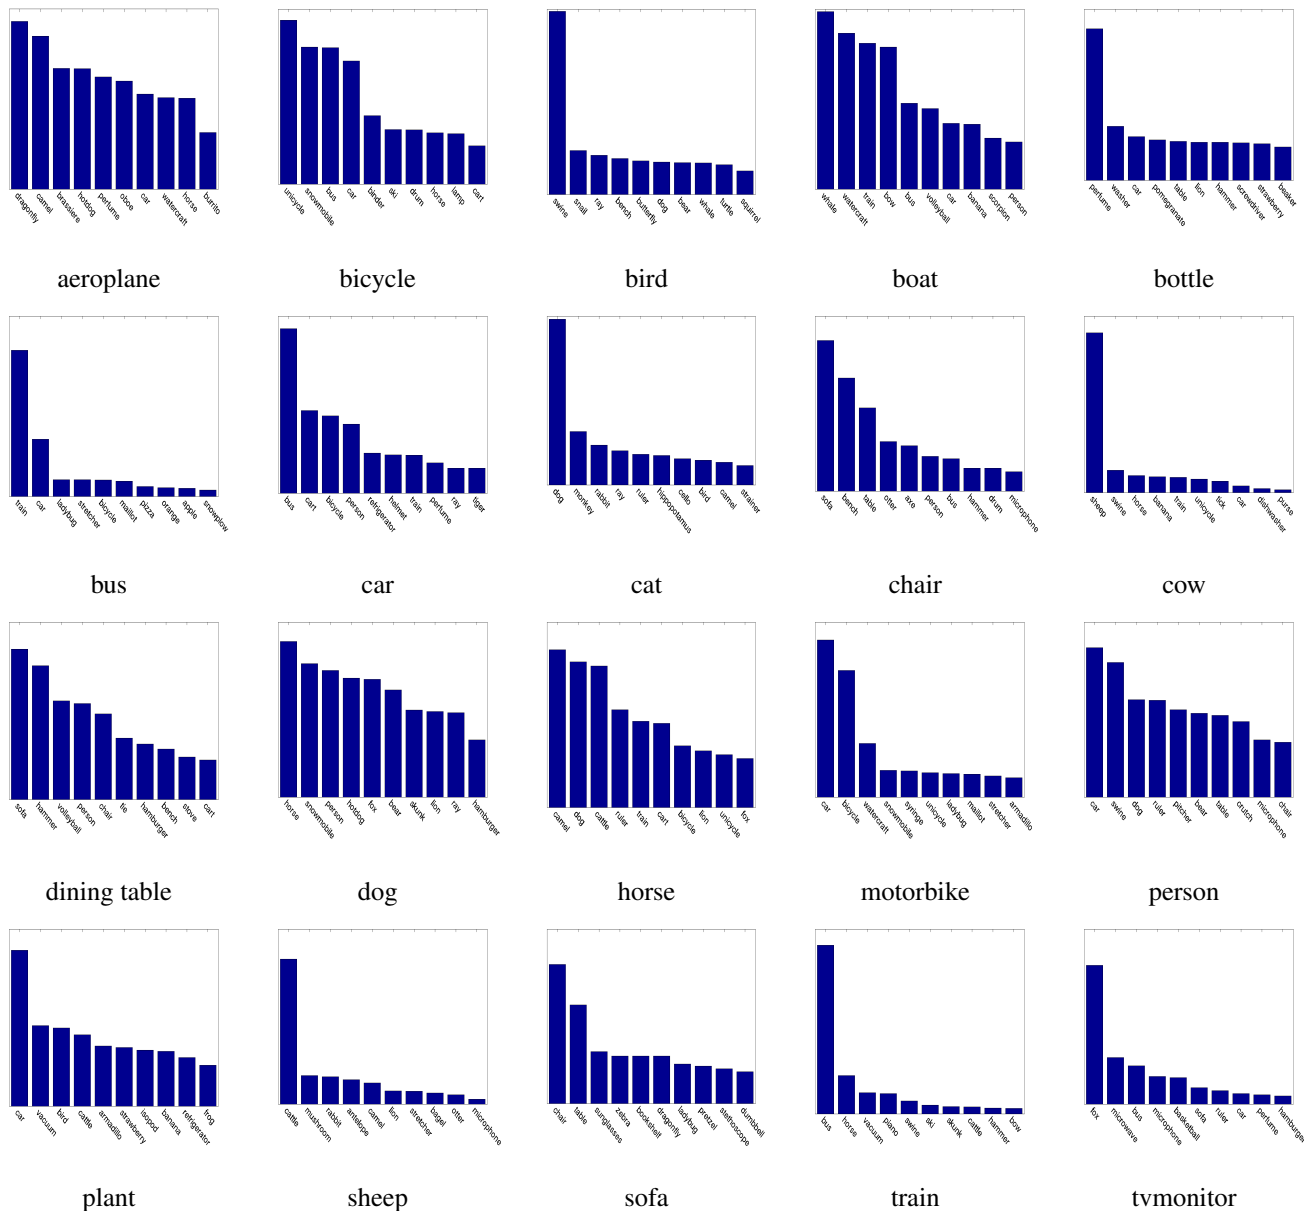 dragonfly camel brassiere hotdog perfume oboe car watercraft horse burrito
aeroplane
unicycle snowmobile bus car binder ski drum horse lamp cart
bicycle
swine snail ray bench butterfly dog bear whale turtle squirrel
bird
whale watercraft train bow bus volleyball car banana scorpion person
boat
perfume washer car pomegranate table lion hammer screwdriver strawberry beaker
bottle
train car ladybug stretcher bicycle maillot pizza orange apple snowplow
bus
bus cart bicycle person refrigerator helmet train perfume ray tiger
car
dog monkey rabbit ray ruler hippopotamus cello bird camel strainer
cat
sofa bench table otter axe person bus hammer drum microphone
chair
sheep swine horse banana train unicycle tick car dishwasher purse
cow
sofa hammer volleyball person chair tie hamburger bench stove cart
dining table
horse snowmobile person hotdog fox bear skunk lion ray hamburger
dog
camel dog cattle ruler train cart bicycle lion unicycle fox
horse
car bicycle watercraft snowmobile syringe unicycle ladybug maillot stretcher armadillo
motorbike
car swine dog ruler pitcher bear table crutch microphone chair
person
car vacuum bird cattle armadillo strawberry isopod banana refrigerator frog
plant
cattle mushroom rabbit antelope camel lion stretcher bagel otter microphone
sheep
chair table sunglasses zebra bookshelf dragonfly ladybug pretzel stethoscope dumbbell
sofa
bus horse vacuum piano swine ski skunk cattle hammer bow
train
fox microwave bus microphone basketball sofa ruler car perfume hamburger
tvmonitor